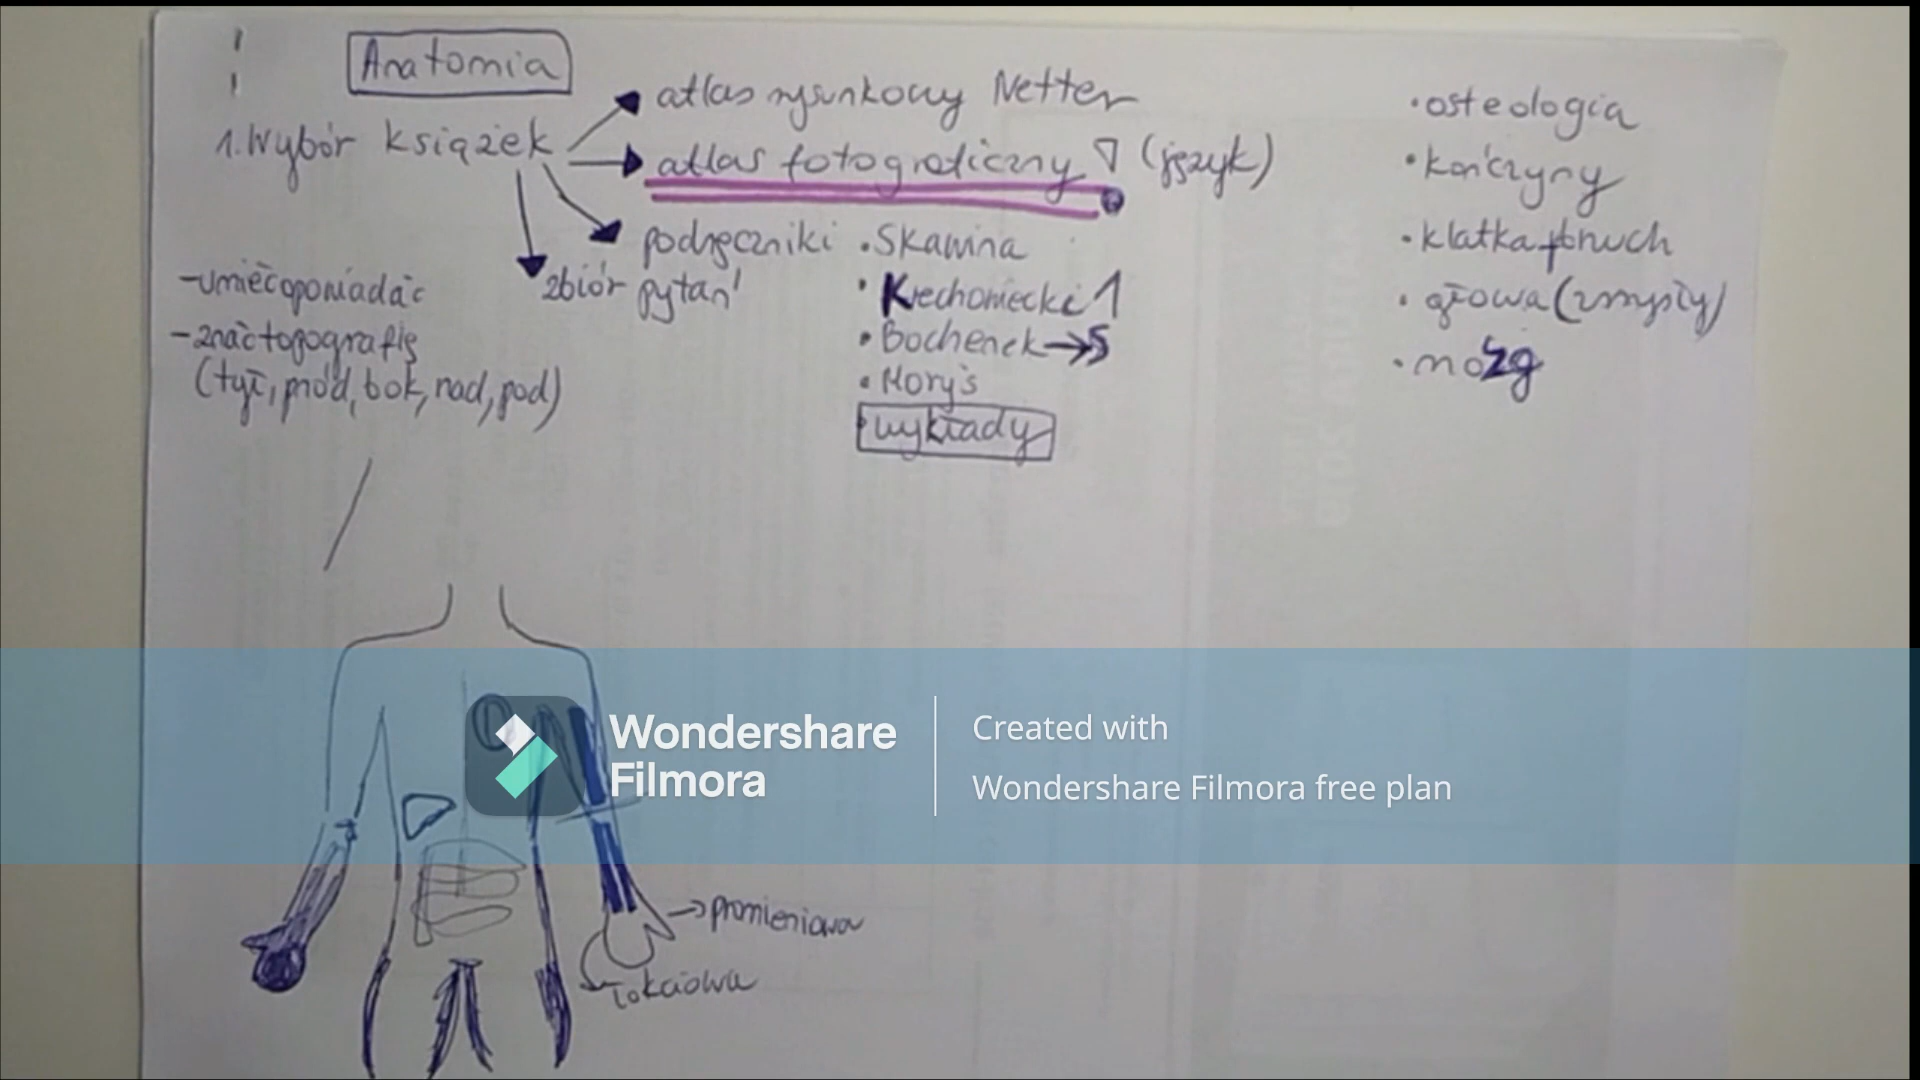 Anatomia
1. Wybór książek
atlas rysunkowy Netter
atlas fotograficzny (język)
podręczniki
• Skawina
• Krechowiecki 1
• Bochenek → 5
• Moryś
• wykłady
zbiór pytań
- umieć opowiadać
- znać topografię
(tył, przód, bok, nad, pod)
• osteologia
• kończyny
• klatka + brzuch
• głowa (zmysły)
• mózg
→ promieniowa
łokciowa
Wondershare
Filmora
Created with
Wondershare Filmora free plan